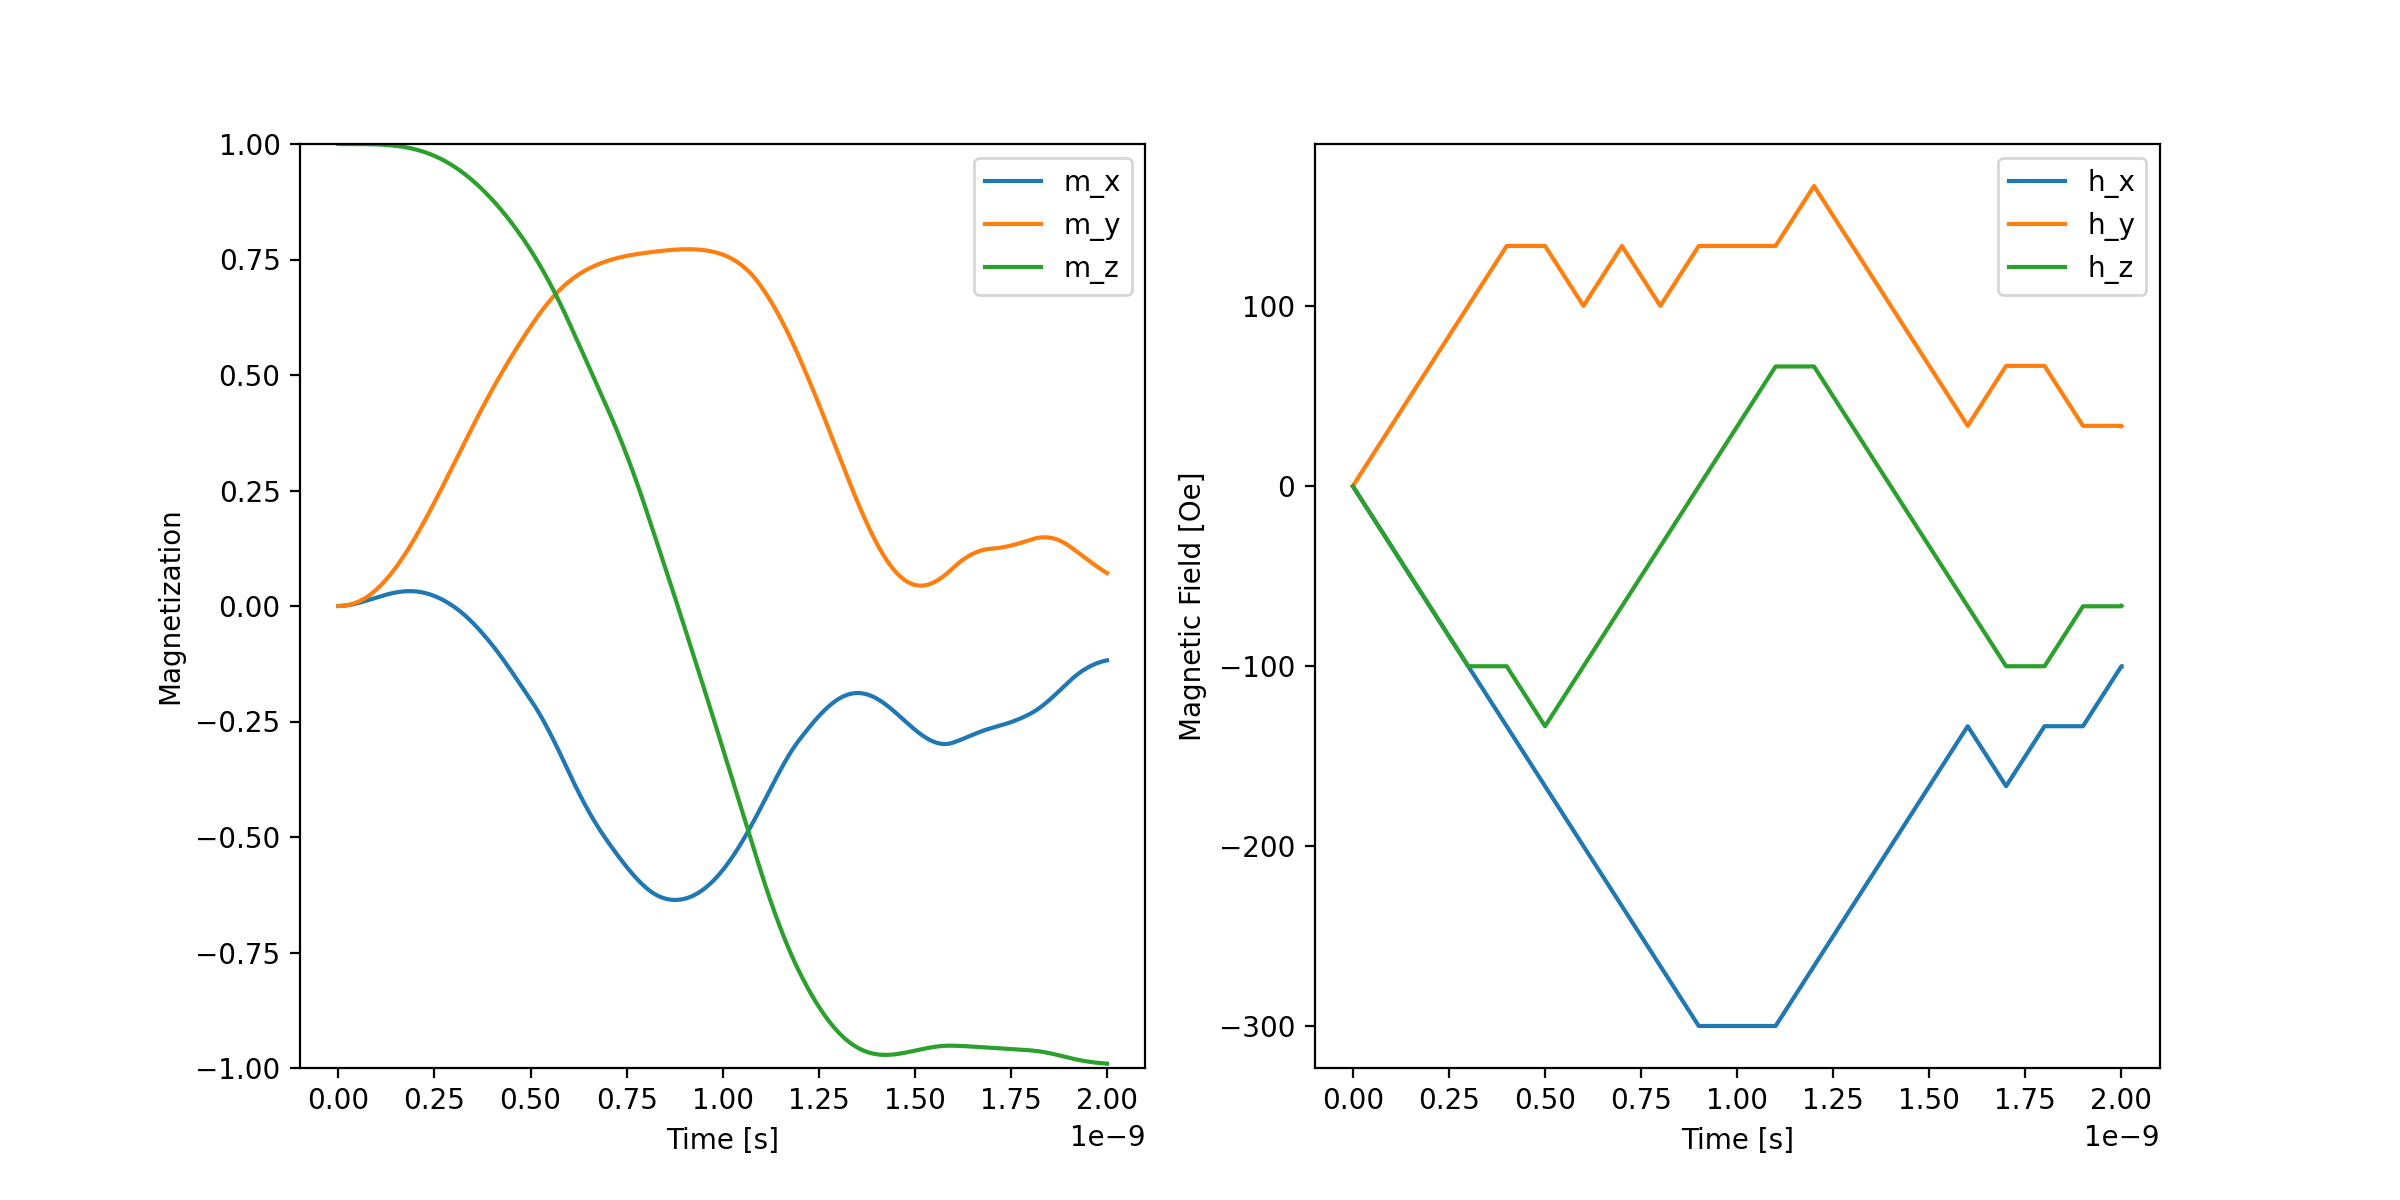 1.00
0.75
0.50
0.25
0.00
−0.25
−0.50
−0.75
−1.00
Magnetization
0.00 0.25 0.50 0.75 1.00 1.25 1.50 1.75 2.00
Time [s]
1e−9
m_x
m_y
m_z
100
0
−100
−200
−300
Magnetic Field [Oe]
0.00 0.25 0.50 0.75 1.00 1.25 1.50 1.75 2.00
Time [s]
1e−9
h_x
h_y
h_z